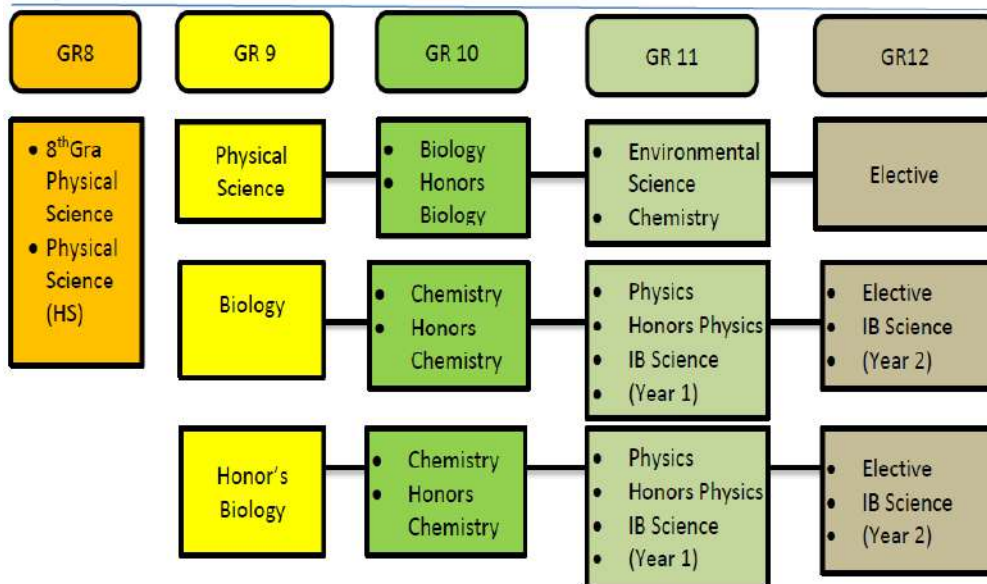 GR8
GR 9
GR 10
GR 11
GR12
• 8thGra
Physical
Science
• Physical
Science
(HS)
Physical
Science
• Biology
• Honors
Biology
• Environmental
Science
• Chemistry
Elective
Biology
• Chemistry
• Honors
Chemistry
• Physics
• Honors Physics
• IB Science
• (Year 1)
• Elective
• IB Science
• (Year 2)
Honor's
Biology
• Chemistry
• Honors
Chemistry
• Physics
• Honors Physics
• IB Science
• (Year 1)
• Elective
• IB Science
• (Year 2)